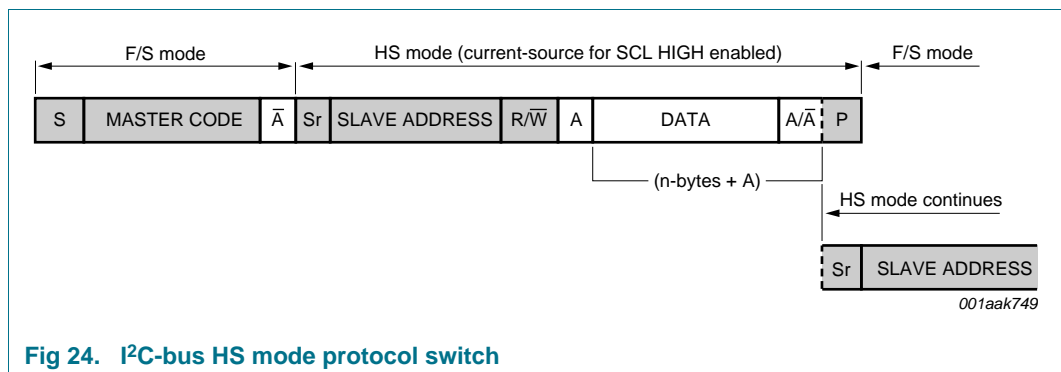 F/S mode HS mode (current-source for SCL HIGH enabled) F/S mode
S MASTER CODE A̅ Sr SLAVE ADDRESS R/W̅ A DATA A/A̅ P
(n-bytes + A)
HS mode continues
Sr SLAVE ADDRESS
001aak749
Fig 24. I²C-bus HS mode protocol switch